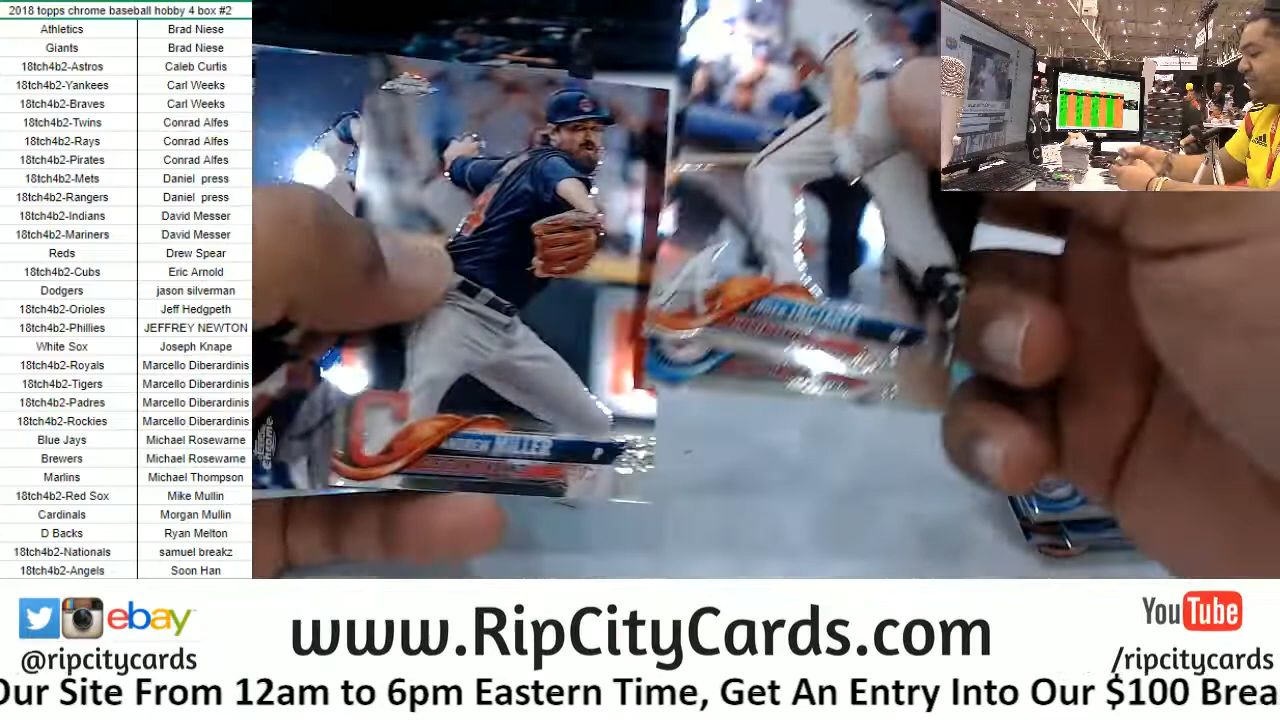 2018 topps chrome baseball hobby 4 box #2
Athletics Brad Niese
Giants Brad Niese
18tch4b2-Astros Caleb Curtis
18tch4b2-Yankees Carl Weeks
18tch4b2-Braves Carl Weeks
18tch4b2-Twins Conrad Alfes
18tch4b2-Rays Conrad Alfes
18tch4b2-Pirates Conrad Alfes
18tch4b2-Mets Daniel press
18tch4b2-Rangers Daniel press
18tch4b2-Indians David Messer
18tch4b2-Mariners David Messer
Reds Drew Spear
18tch4b2-Cubs Eric Arnold
Dodgers jason silverman
18tch4b2-Orioles Jeff Hedgpeth
18tch4b2-Phillies JEFFREY NEWTON
White Sox Joseph Knape
18tch4b2-Royals Marcello Diberardinis
18tch4b2-Tigers Marcello Diberardinis
18tch4b2-Padres Marcello Diberardinis
18tch4b2-Rockies Marcello Diberardinis
Blue Jays Michael Rosewarne
Brewers Michael Rosewarne
Marlins Michael Thompson
18tch4b2-Red Sox Mike Mullin
Cardinals Morgan Mullin
D Backs Ryan Melton
18tch4b2-Nationals samuel breakz
18tch4b2-Angels Soon Han
C
MILLER P
Chrome
ebay
@ripcitycards
www.RipCityCards.com
YouTube
/ripcitycards
Our Site From 12am to 6pm Eastern Time, Get An Entry Into Our $100 Brea